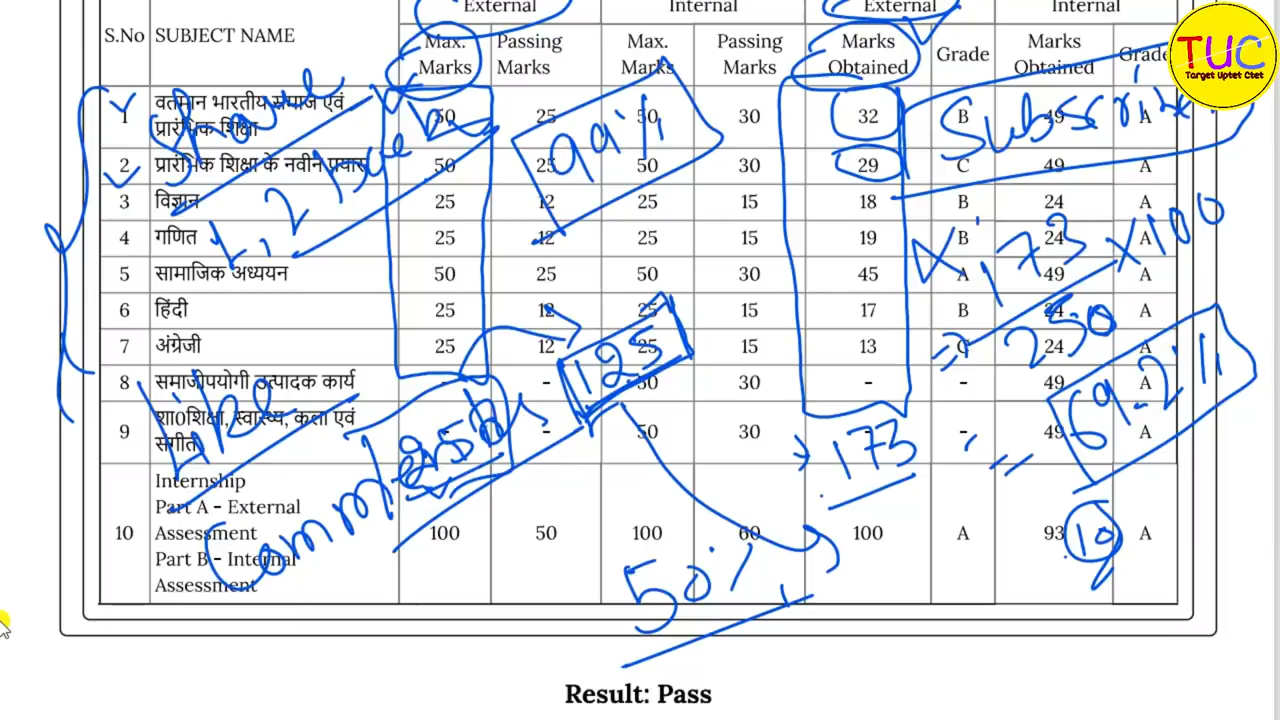 External Internal External Internal
S.No SUBJECT NAME Max. Marks Passing Marks Max. Marks Passing Marks Marks Obtained Grade Marks Obtained Grade
1 वर्तमान भारतीय समाज एवं प्रारंभिक शिक्षा 50 25 50 30 32 B 49 A
2 प्रारंभिक शिक्षा के नवीन प्रयास 50 25 50 30 29 C 49 A
3 विज्ञान 25 12 25 15 18 B 24 A
4 गणित 25 12 25 15 19 B 24 A
5 सामाजिक अध्ययन 50 25 50 30 45 A 49 A
6 हिंदी 25 12 25 15 17 B 24 A
7 अंग्रेजी 25 12 25 15 13 C 24 A
8 समाजोपयोगी उत्पादक कार्य - - 50 30 - - 49 A
9 शा0शिक्षा, स्वास्थ्य, कला एवं संगीत - - 50 30 - - 49 A
10 Internship Part A - External Assessment Part B - Internal Assessment 100 50 100 60 100 A 93 A
Result: Pass
TUC
Target Uptet Ctet
Share
Subscribe
99%
173 × 100
250
125
= 69.2%
Like
Comment
250
173
50%
10